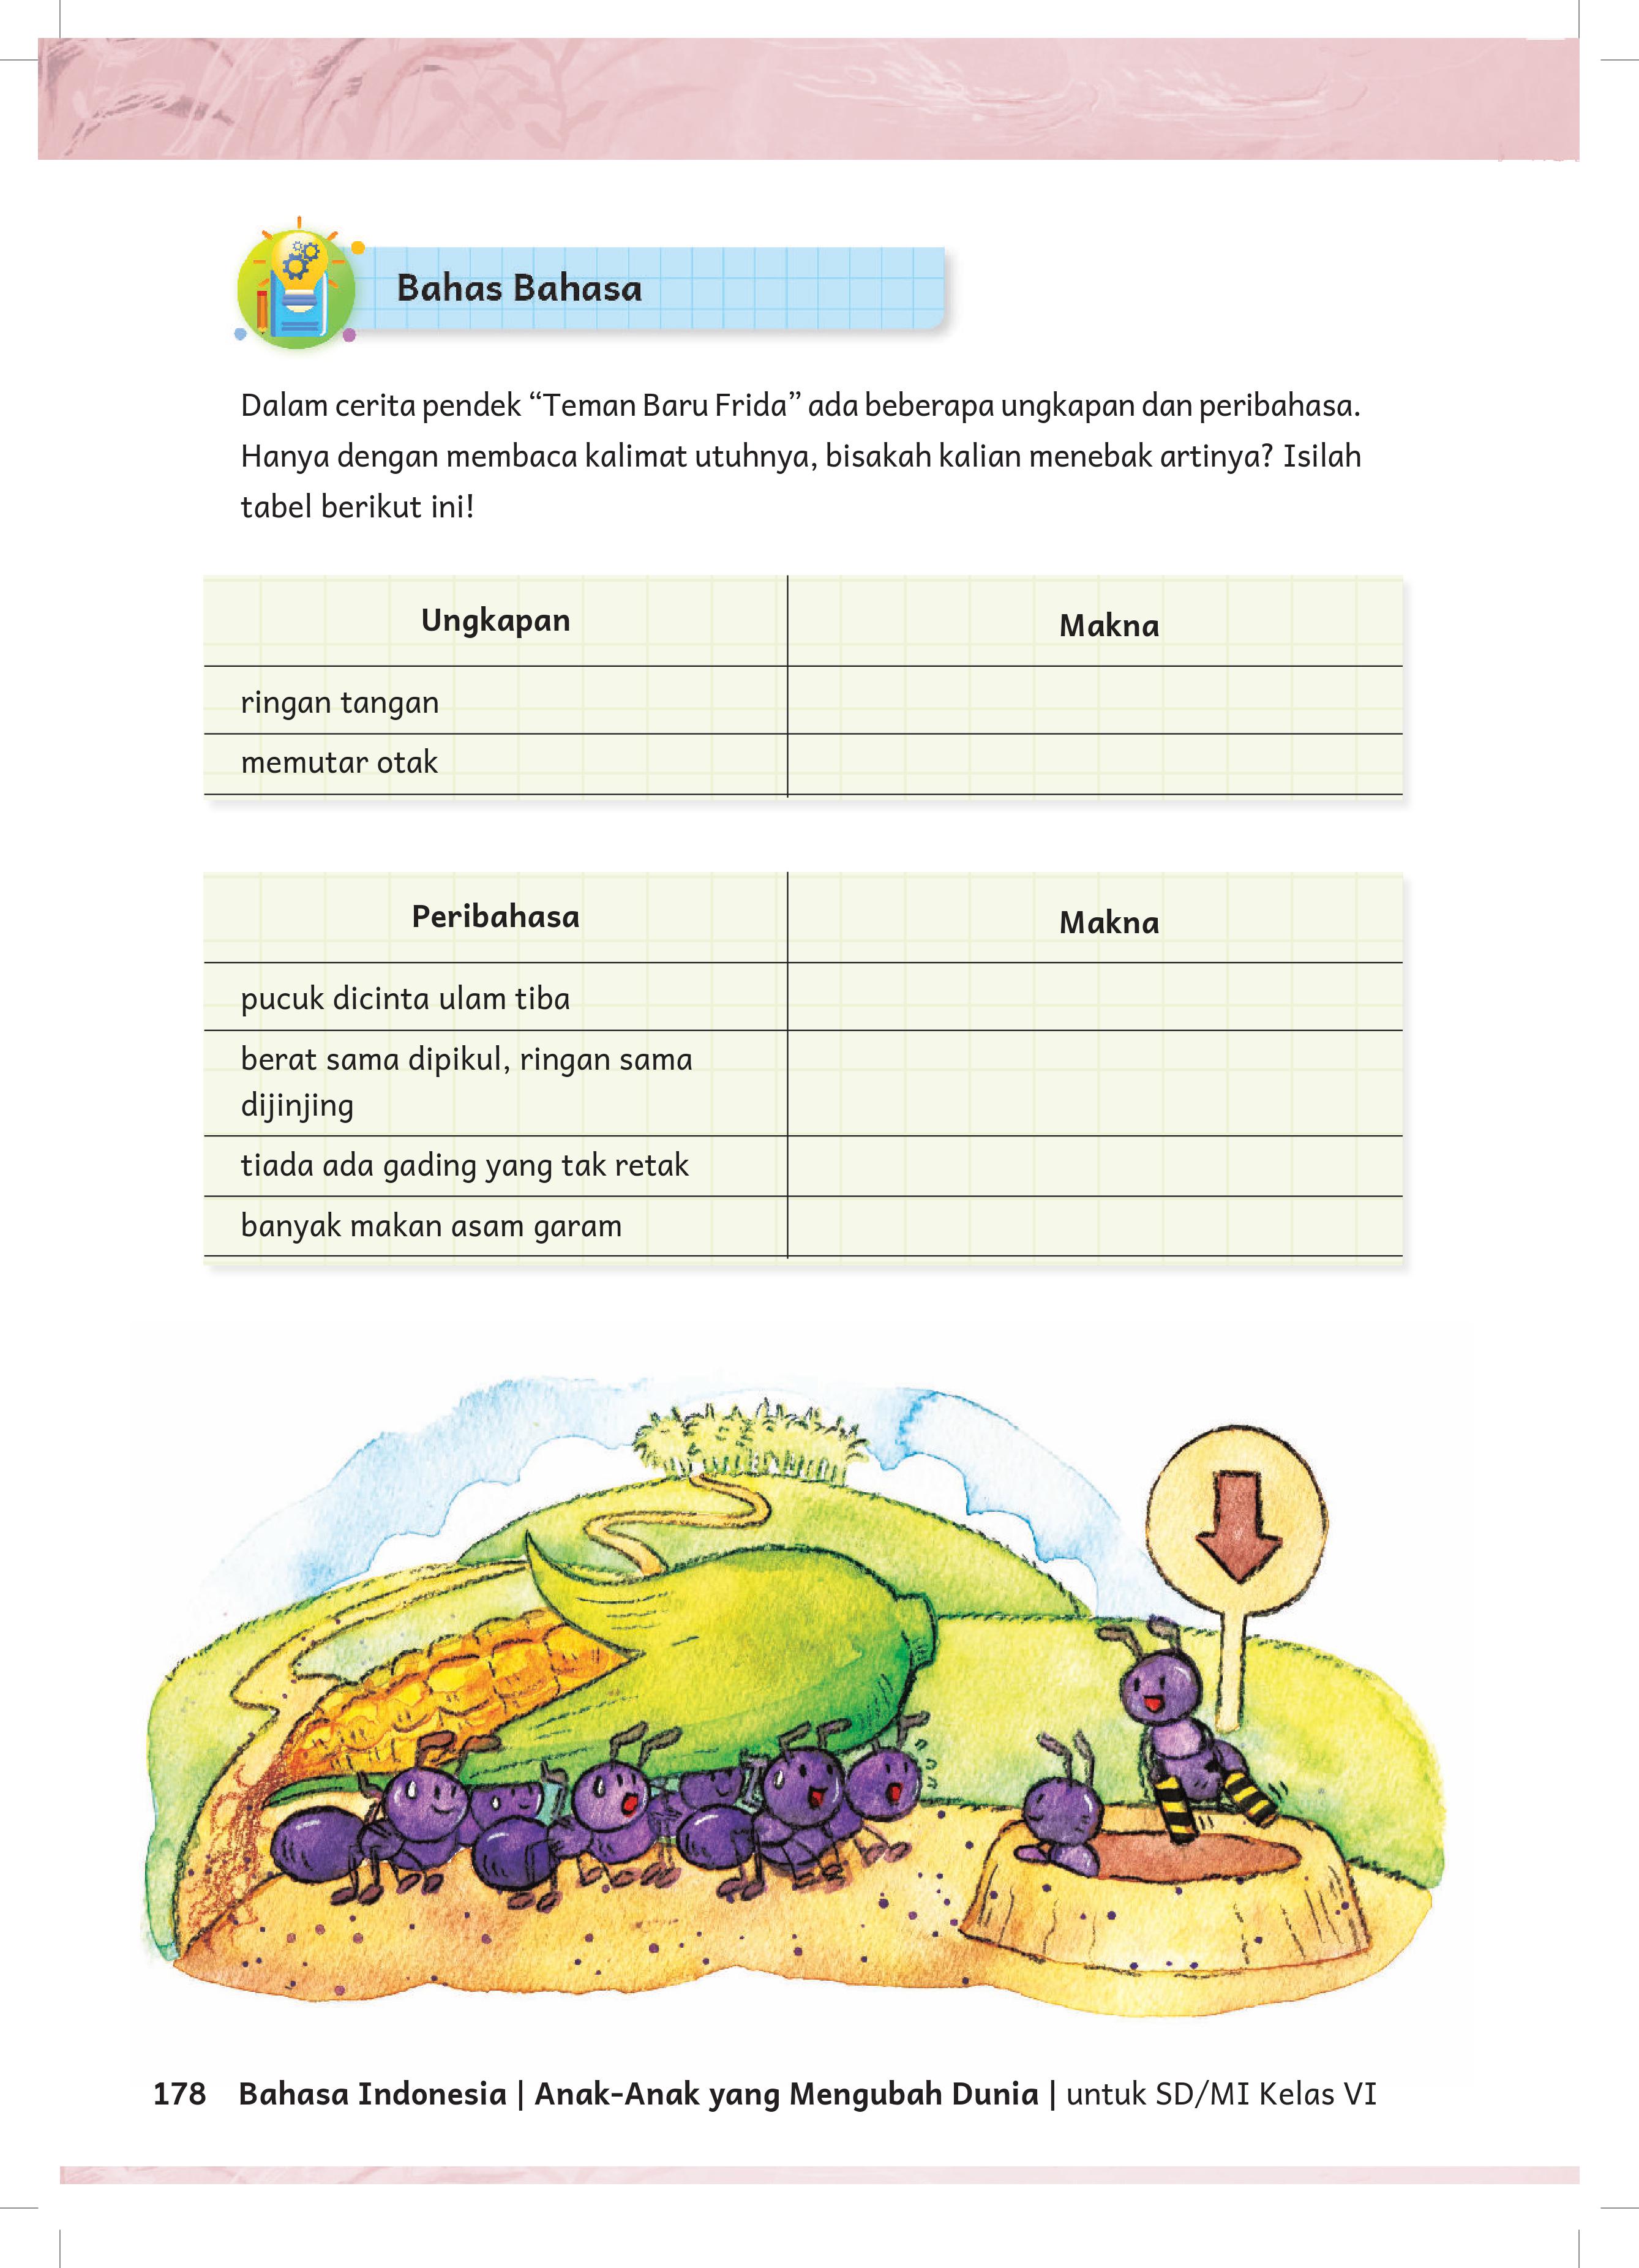 Bahas Bahasa
Dalam cerita pendek “Teman Baru Frida” ada beberapa ungkapan dan peribahasa.
Hanya dengan membaca kalimat utuhnya, bisakah kalian menebak artinya? Isilah
tabel berikut ini!
Ungkapan Makna
ringan tangan
memutar otak
Peribahasa Makna
pucuk dicinta ulam tiba
berat sama dipikul, ringan sama
dijinjing
tiada ada gading yang tak retak
banyak makan asam garam
178 Bahasa Indonesia | Anak-Anak yang Mengubah Dunia | untuk SD/MI Kelas VI